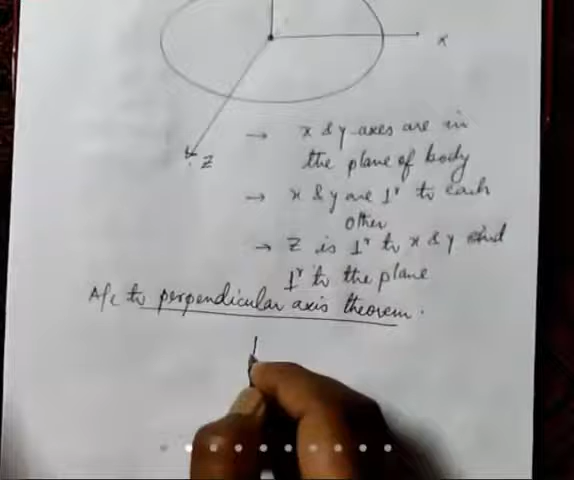 x
z
→ x & y axes are in
the plane of body
→ x & y are ⊥r to each
other
→ z is ⊥r to x & y and
⊥r to the plane
A/c to perpendicular axis theorem.